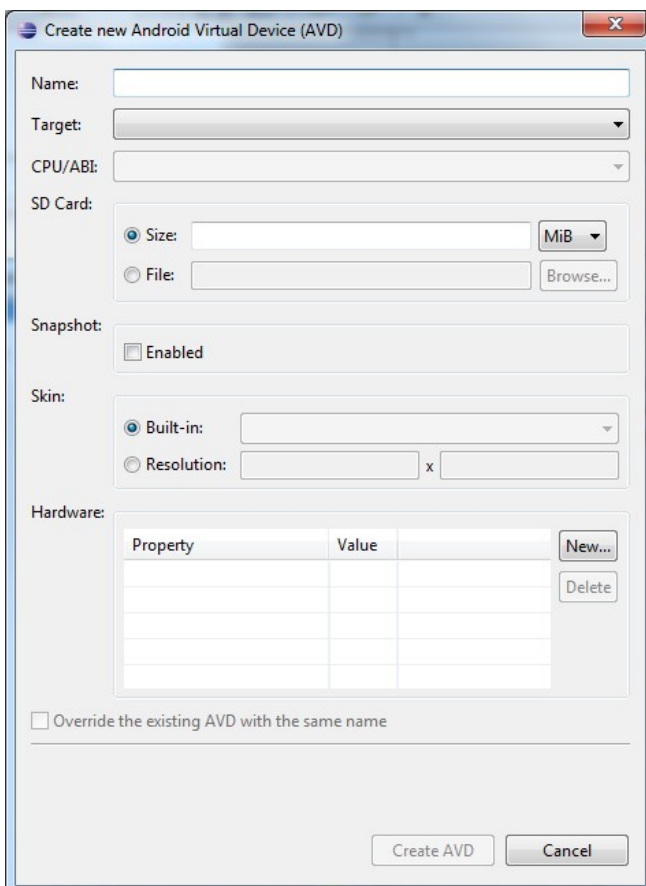 Create new Android Virtual Device (AVD)
Name:
Target:
CPU/ABI:
SD Card:
Size: MiB
File: Browse...
Snapshot:
Enabled
Skin:
Built-in:
Resolution: x
Hardware:
Property Value New...
Delete
Override the existing AVD with the same name
Create AVD Cancel